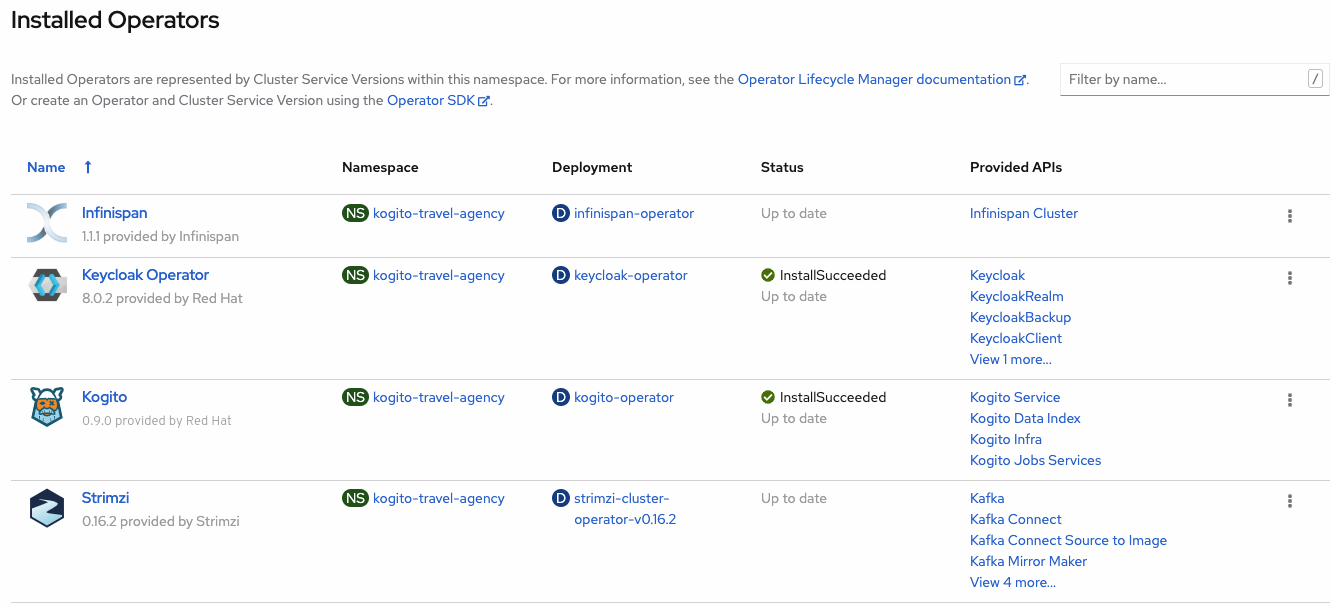 Installed Operators
Installed Operators are represented by Cluster Service Versions within this namespace. For more information, see the Operator Lifecycle Manager documentation.
Or create an Operator and Cluster Service Version using the Operator SDK.
Filter by name...
/
Name
Namespace
Deployment
Status
Provided APIs
Infinispan
1.1.1 provided by Infinispan
NS kogito-travel-agency
D infinispan-operator
Up to date
Infinispan Cluster
Keycloak Operator
8.0.2 provided by Red Hat
NS kogito-travel-agency
D keycloak-operator
InstallSucceeded
Up to date
Keycloak
KeycloakRealm
KeycloakBackup
KeycloakClient
View 1 more...
Kogito
0.9.0 provided by Red Hat
NS kogito-travel-agency
D kogito-operator
InstallSucceeded
Up to date
Kogito Service
Kogito Data Index
Kogito Infra
Kogito Jobs Services
Strimzi
0.16.2 provided by Strimzi
NS kogito-travel-agency
D strimzi-cluster-
operator-v0.16.2
Up to date
Kafka
Kafka Connect
Kafka Connect Source to Image
Kafka Mirror Maker
View 4 more...